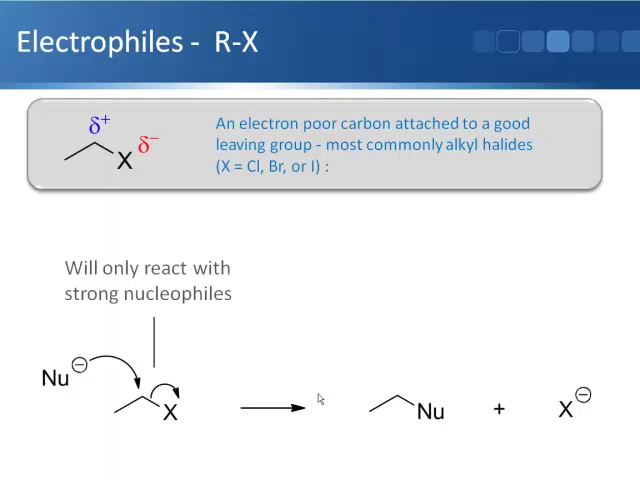 Electrophiles - R-X
δ+
δ−
X
An electron poor carbon attached to a good
leaving group - most commonly alkyl halides
(X = Cl, Br, or I) :
Will only react with
strong nucleophiles
Nu⊖
X
Nu
+
X⊖